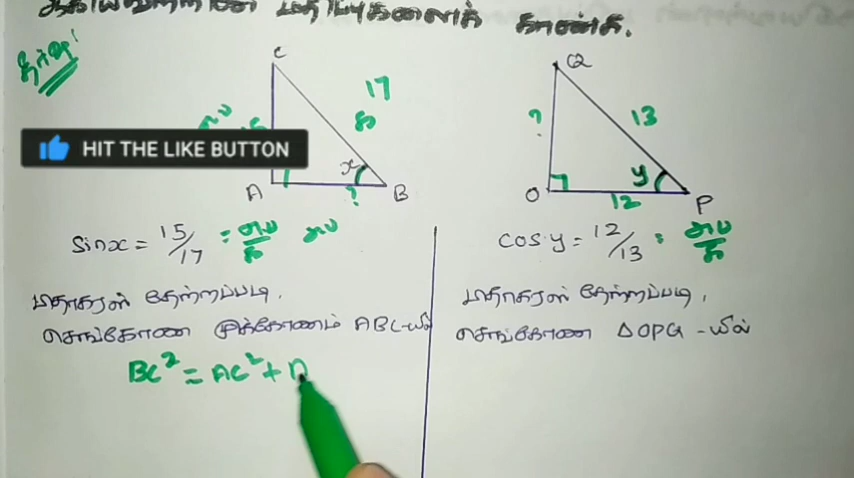 காண்க.
தீர்வு:
C
17
க
HIT THE LIKE BUTTON
x
A
?
B
Q
?
13
y
O
12
P
sin x = 15/17 =
cos y = 12/13 =
க
பிதாகரஸ் தேற்றப்படி,
செங்கோண முக்கோணம் ABC-யில்
BC² = AC² +
பிதாகரஸ் தேற்றப்படி,
செங்கோண Δ OPQ -யில்